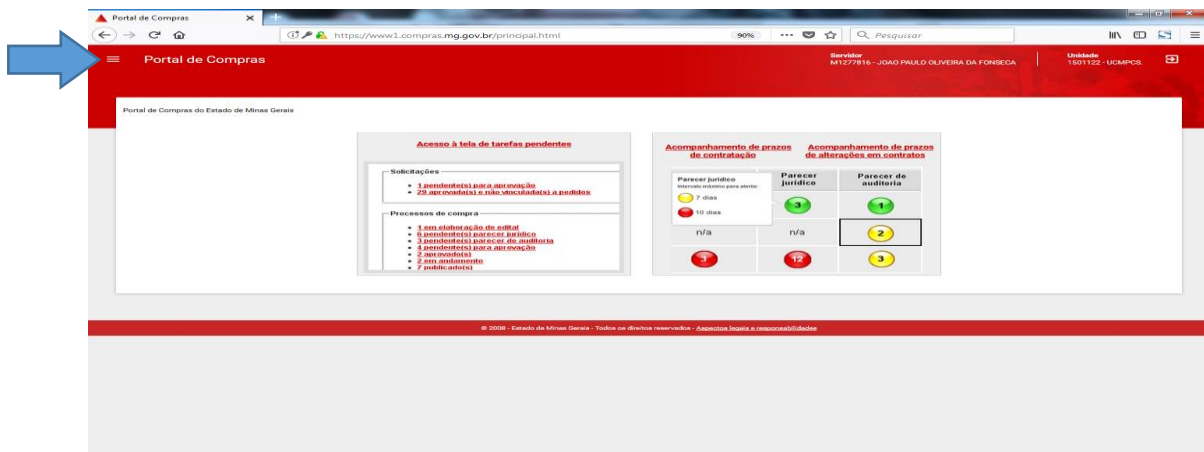 Portal de Compras
https://www1.compras.mg.gov.br/principal.html
90%
Pesquisar
Portal de Compras
Servidor
M1277816 - JOAO PAULO OLIVEIRA DA FONSECA
Unidade
1501122 - UCMPCS.
Portal de Compras do Estado de Minas Gerais
Acesso à tela de tarefas pendentes
Solicitações
1 pendente(s) para aprovação
29 aprovada(s) e não vinculada(s) a pedidos
Processos de compra
1 em elaboração de edital
6 pendente(s) parecer jurídico
3 pendente(s) parecer de auditoria
4 pendente(s) para aprovação
2 aprovado(s)
2 em andamento
7 publicado(s)
Acompanhamento de prazos de contratação
Acompanhamento de prazos de alterações em contratos
Parecer jurídico
Intervalo máximo para alerta:
7 dias
10 dias
Parecer jurídico
Parecer de auditoria
3
1
n/a
n/a
2
3
12
3
© 2008 - Estado de Minas Gerais - Todos os direitos reservados - Aspectos legais e responsabilidades